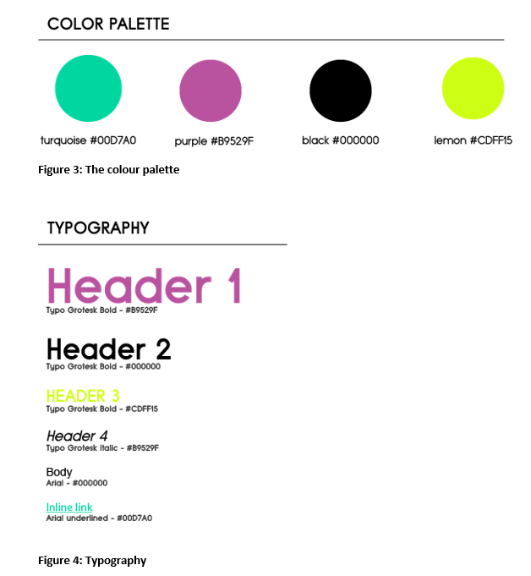 COLOR PALETTE
turquoise #00D7A0 purple #B9529F black #000000 lemon #CDFF15
Figure 3: The colour palette
TYPOGRAPHY
Header 1
Typo Grotesk Bold - #B9529F
Header 2
Typo Grotesk Bold - #000000
HEADER 3
Typo Grotesk Bold - #CDFF15
Header 4
Typo Grotesk Italic - #B9529F
Body
Arial - #000000
Inline link
Arial underlined - #00D7A0
Figure 4: Typography